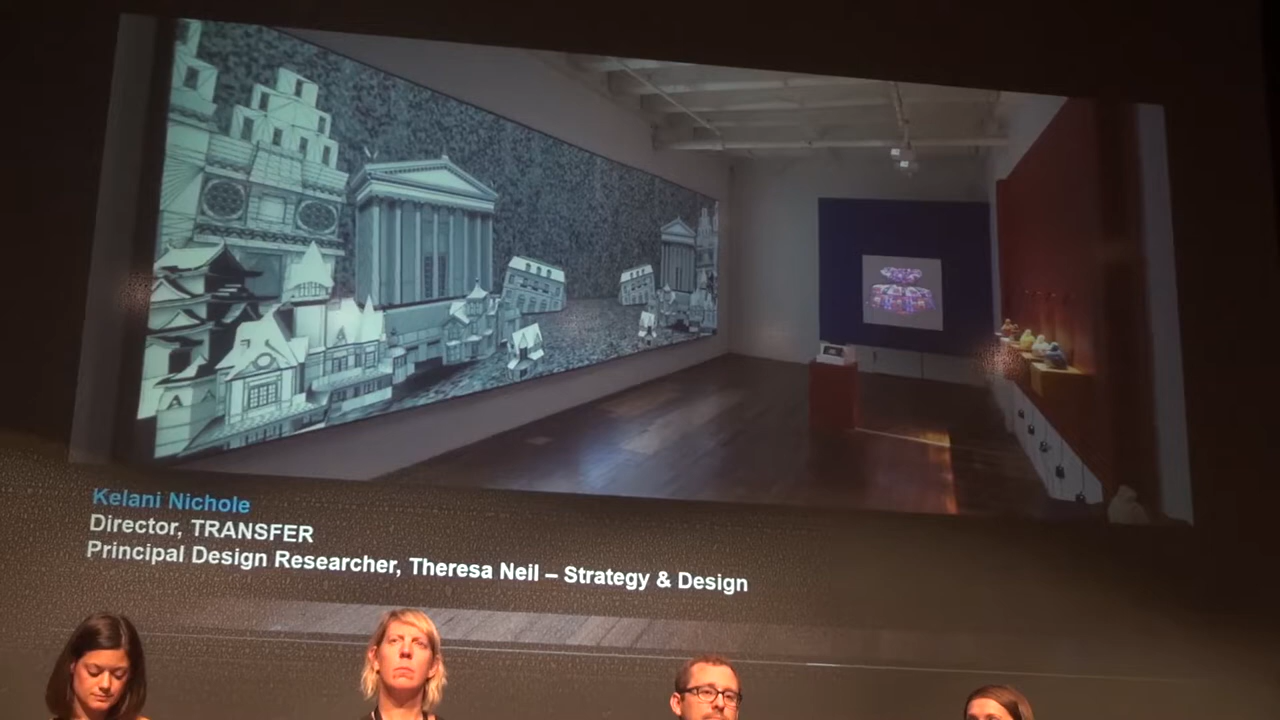 Kelani Nichole
Director, TRANSFER
Principal Design Researcher, Theresa Neil – Strategy & Design